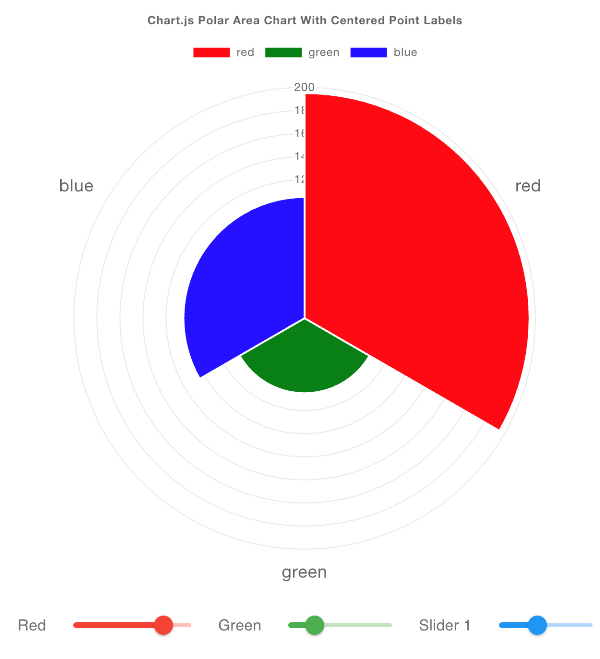 Chart.js Polar Area Chart With Centered Point Labels
red green blue
200
12
blue
red
green
Red Green Slider 1